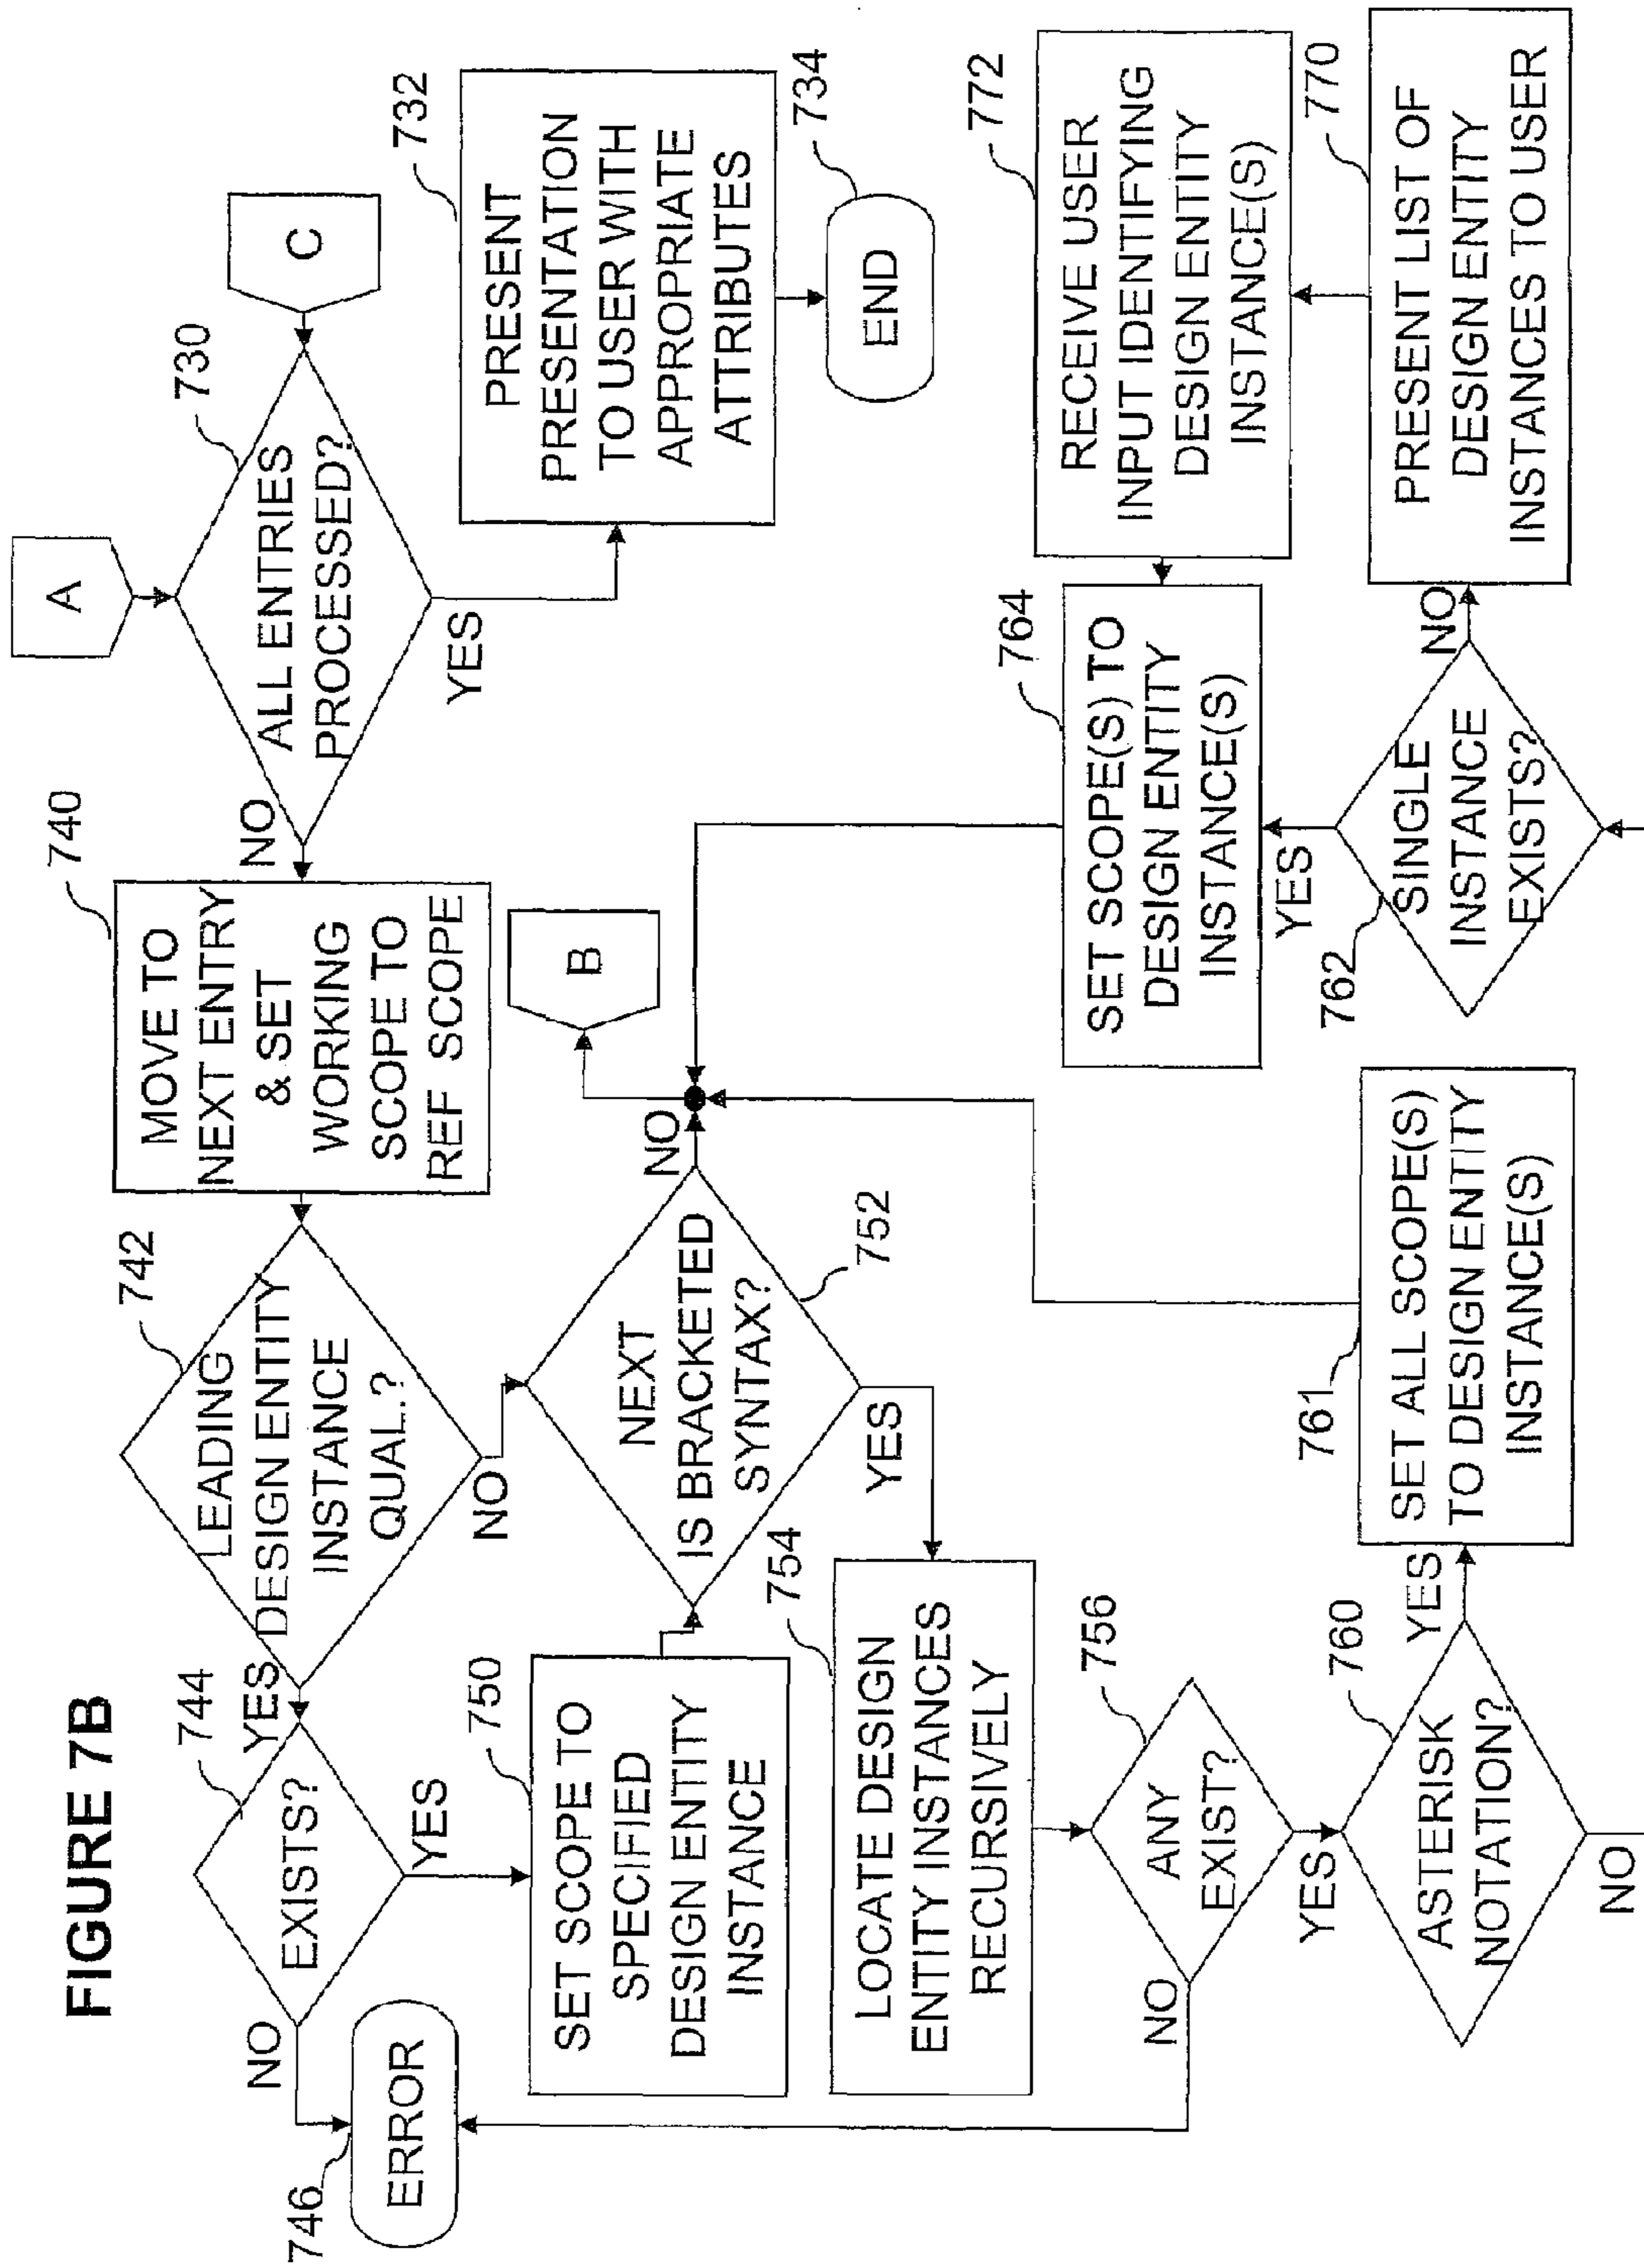 FIGURE 7B
A
730
ALL ENTRIES
PROCESSED?
C
YES
732
PRESENT
PRESENTATION
TO USER WITH
APPROPRIATE
ATTRIBUTES
734
END
NO
740
MOVE TO
NEXT ENTRY
& SET
WORKING
SCOPE TO
REF SCOPE
742
LEADING
DESIGN ENTITY
INSTANCE
QUAL.?
YES
744
EXISTS?
NO
746
ERROR
YES
750
SET SCOPE TO
SPECIFIED
DESIGN ENTITY
INSTANCE
NO
752
NEXT
IS BRACKETED
SYNTAX?
NO
B
YES
754
LOCATE DESIGN
ENTITY INSTANCES
RECURSIVELY
756
ANY
EXIST?
NO
YES
760
ASTERISK
NOTATION?
YES
761
SET ALL SCOPE(S)
TO DESIGN ENTITY
INSTANCE(S)
NO
762
SINGLE
INSTANCE
EXISTS?
YES
764
SET SCOPE(S) TO
DESIGN ENTITY
INSTANCE(S)
NO
770
PRESENT LIST OF
DESIGN ENTITY
INSTANCES TO USER
772
RECEIVE USER
INPUT IDENTIFYING
DESIGN ENTITY
INSTANCE(S)